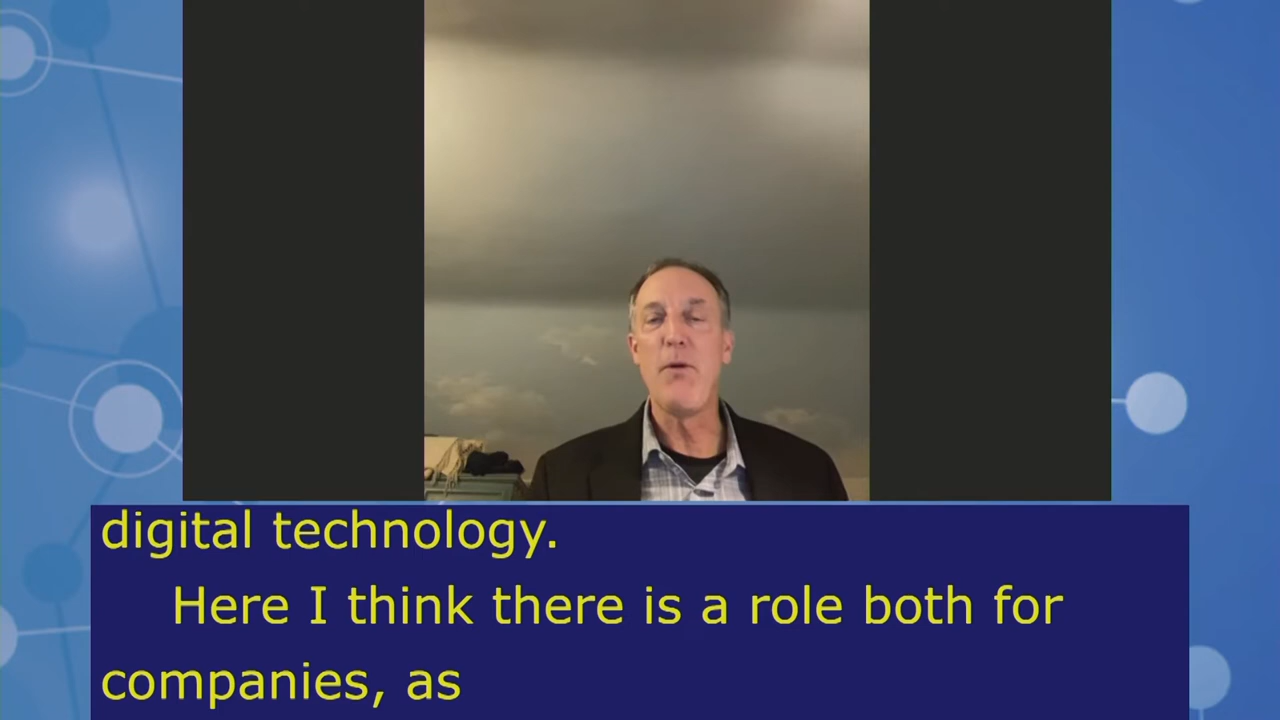 digital technology.
Here I think there is a role both for
companies, as